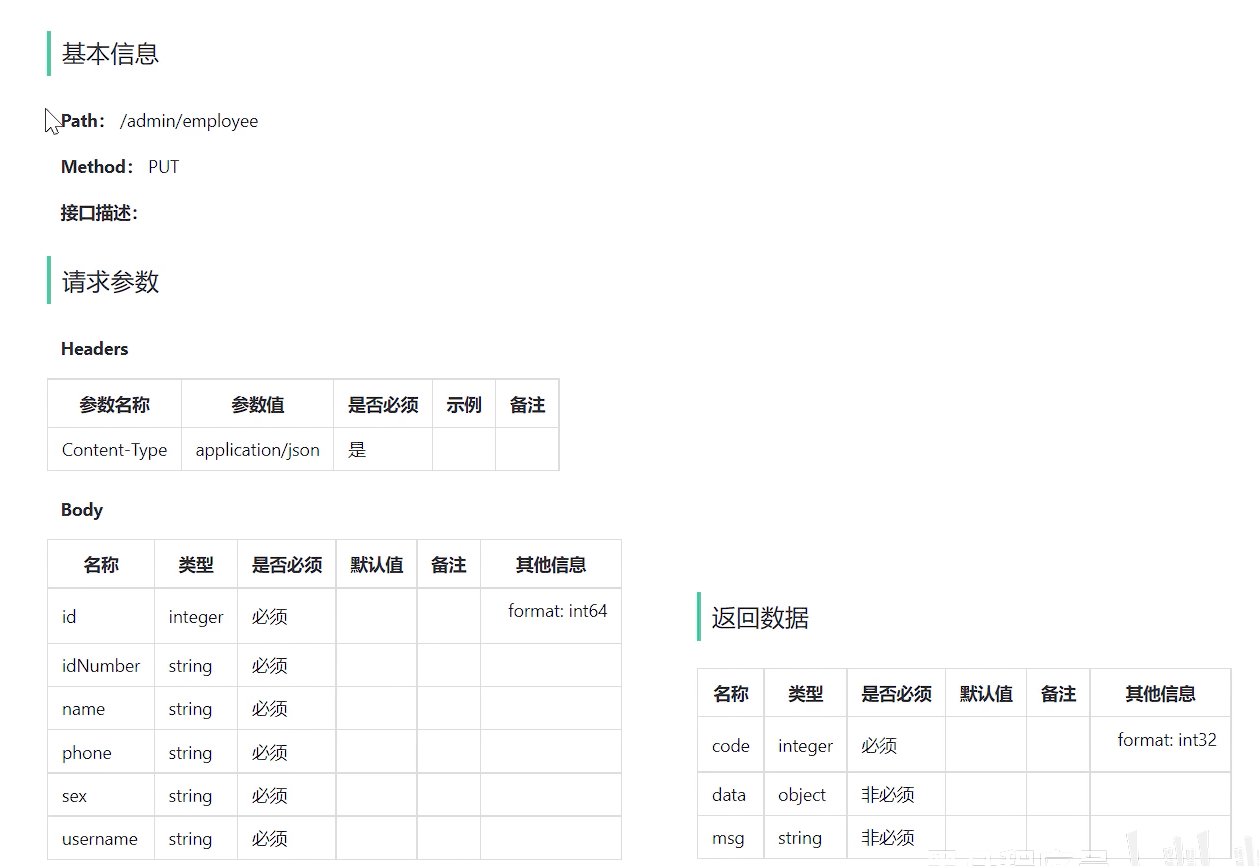 基本信息
Path： /admin/employee
Method： PUT
接口描述：
请求参数
Headers
参数名称 参数值 是否必须 示例 备注
Content-Type application/json 是
Body
名称 类型 是否必须 默认值 备注 其他信息
id integer 必须 format: int64
idNumber string 必须
name string 必须
phone string 必须
sex string 必须
username string 必须
返回数据
名称 类型 是否必须 默认值 备注 其他信息
code integer 必须 format: int32
data object 非必须
msg string 非必须